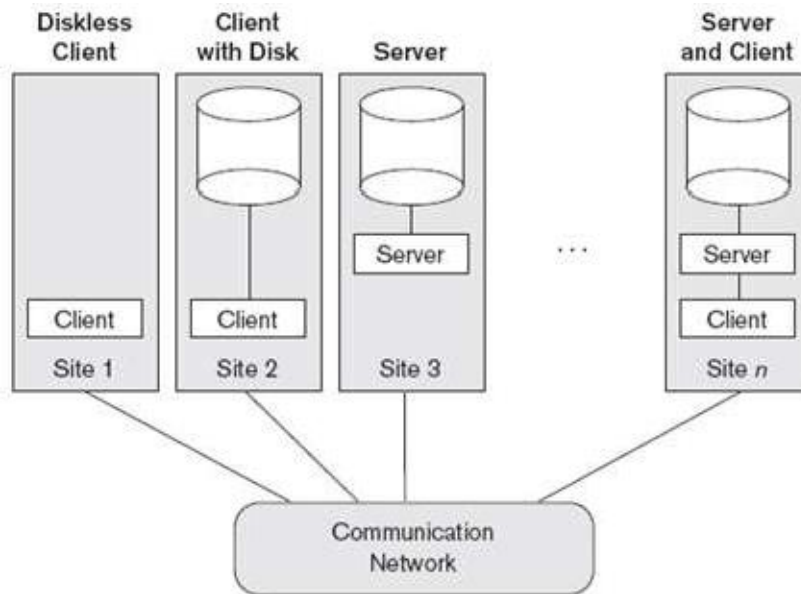 Diskless
Client
Client
with Disk
Server
Server
and Client
Client
Site 1
Client
Site 2
Server
Site 3
. . .
Server
Client
Site n
Communication
Network